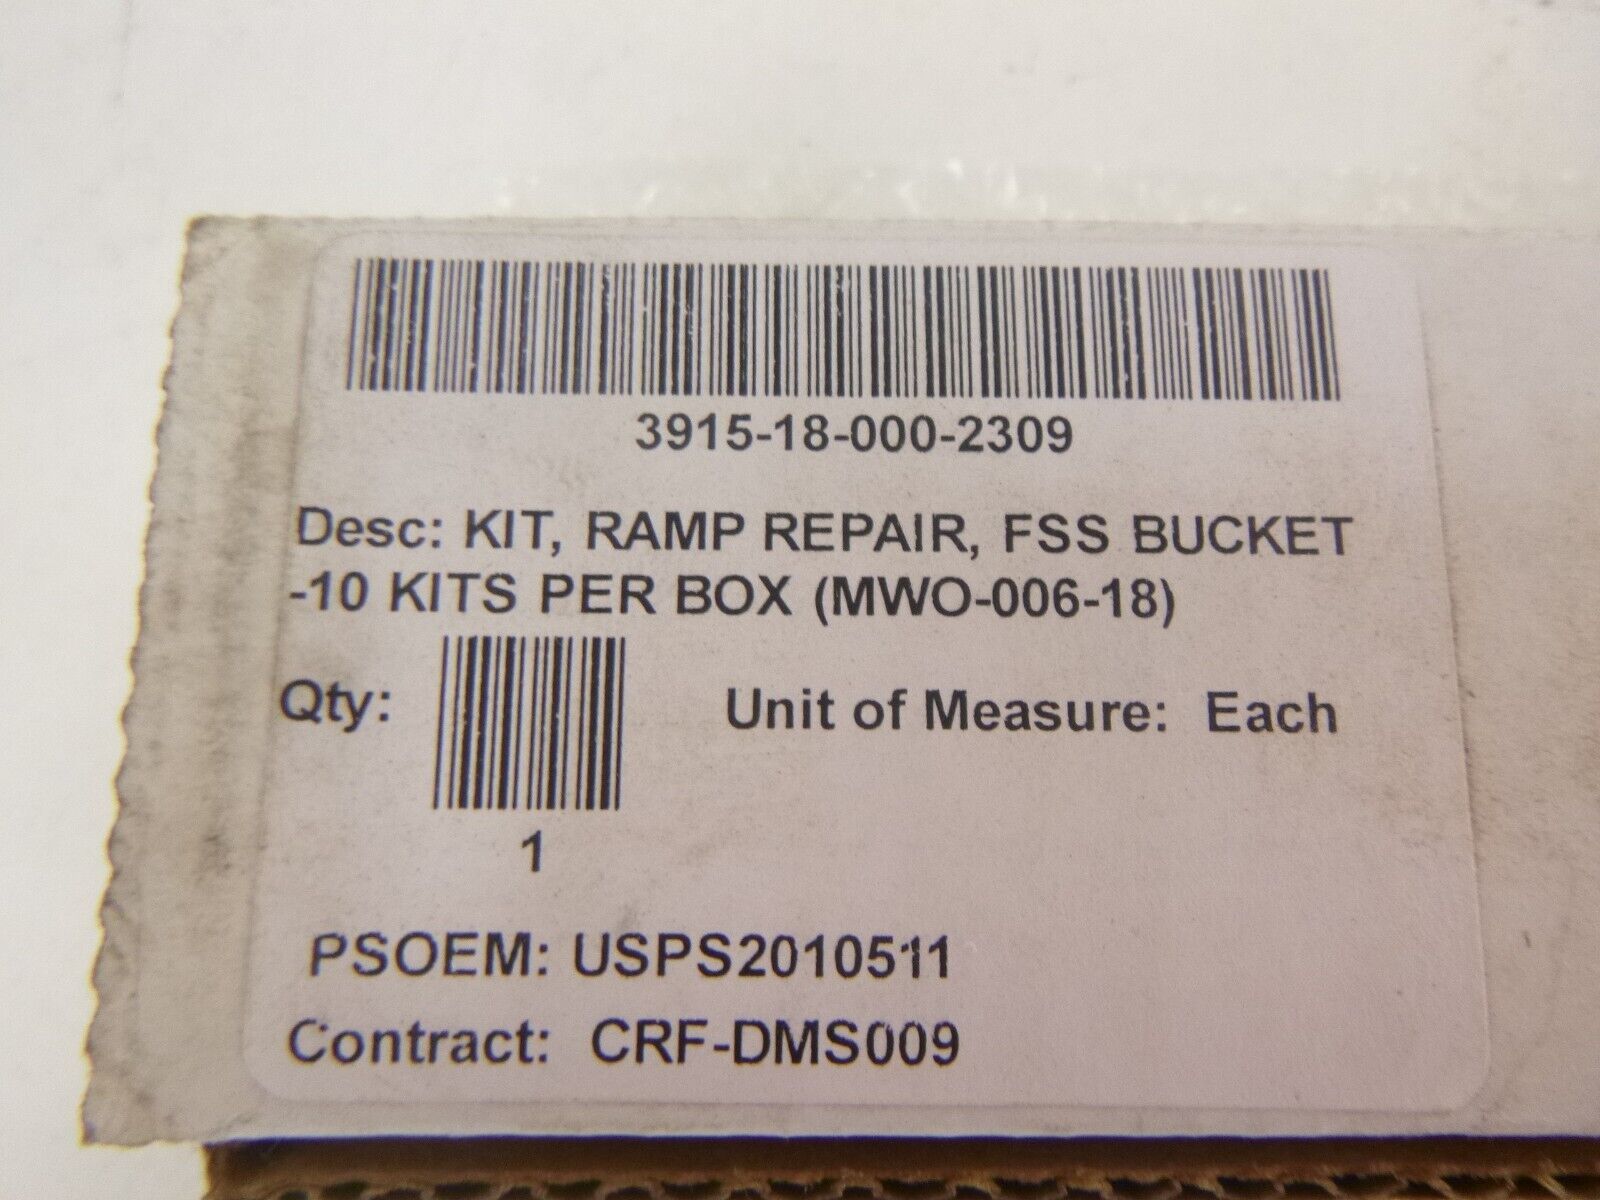 3915-18-000-2309
Desc: KIT, RAMP REPAIR, FSS BUCKET
-10 KITS PER BOX (MWO-006-18)
Qty: Unit of Measure: Each
1
PSOEM: USPS2010511
Contract: CRF-DMS009